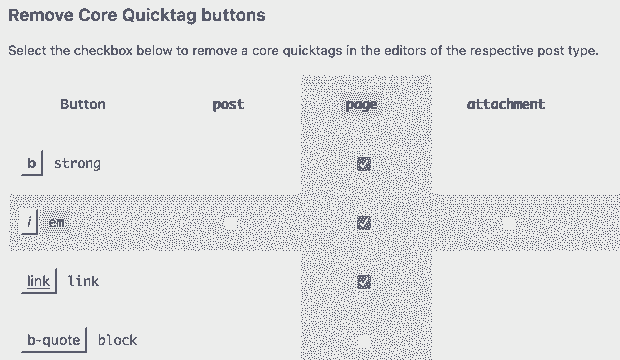 Remove Core Quicktag buttons
Select the checkbox below to remove a core quicktags in the editors of the respective post type.
Button post page attachment
b strong
i em
link link
b-quote block